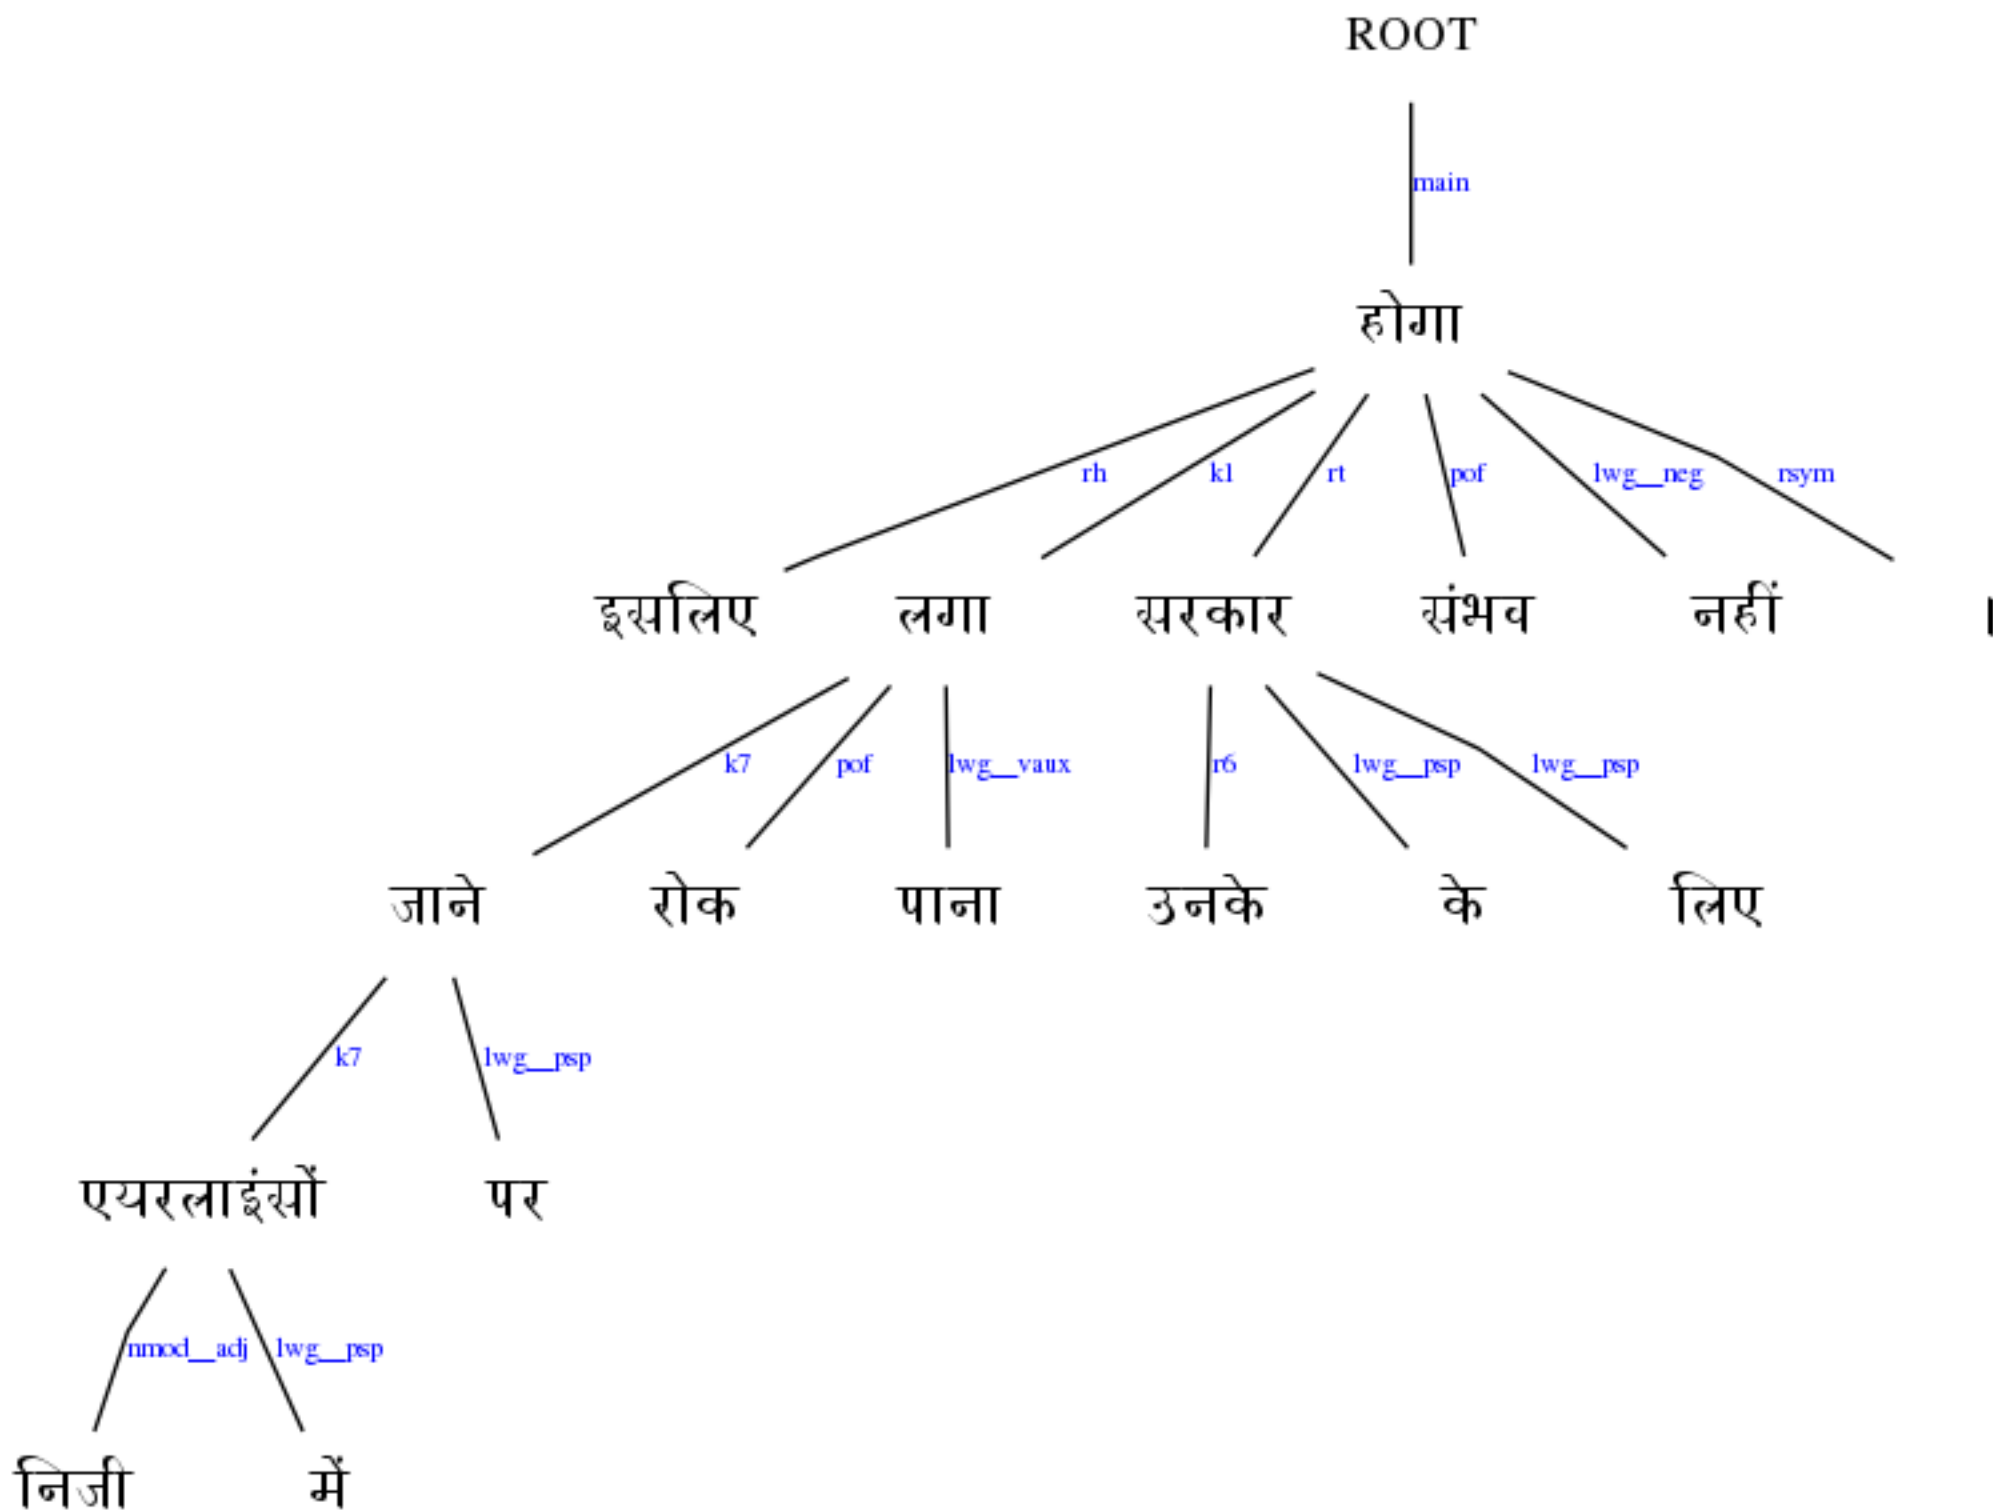 ROOT
main
होगा
rh k1 rt pof lwg__neg rsym
इसलिए लगा सरकार संभव नहीं ।
k7 pof lwg__vaux r6 lwg__psp lwg__psp
जाने रोक पाना उनके के लिए
k7 lwg__psp
एयरलाइंसों पर
nmod__adj lwg__psp
निजी में